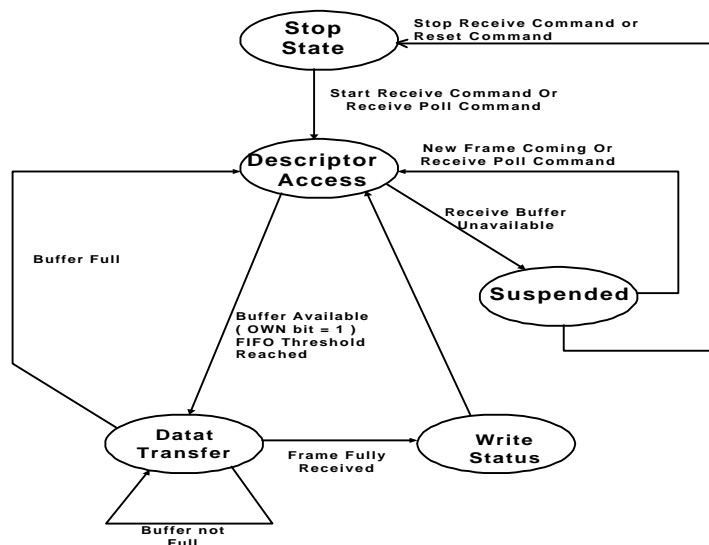 Stop
State
Stop Receive Command or
Reset Command
Start Receive Command Or
Receive Poll Command
Descriptor
Access
New Frame Coming Or
Receive Poll Command
Receive Buffer
Unavailable
Buffer Full
Suspended
Buffer Available
( OWN bit = 1 )
FIFO Threshold
Reached
Datat
Transfer
Frame Fully
Received
Write
Status
Buffer not
Full